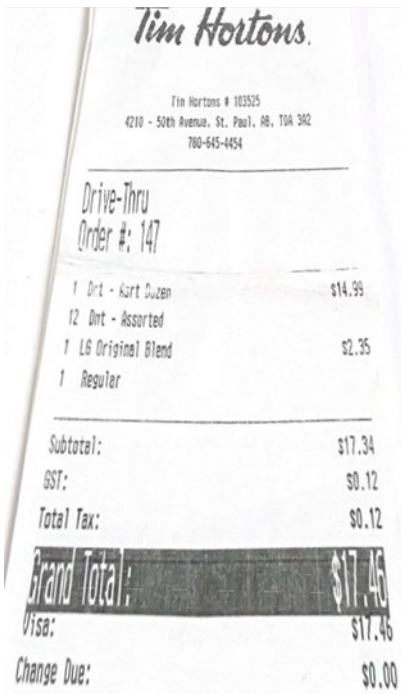 Tim Hortons.
Tim Hortons # 103525
4210 - 50th Avenue, St. Paul, AB, T0A 3A2
780-645-4454
Drive-Thru
Order #: 147
1 Dnt - Asrt Dozen $14.99
12 Dnt - Assorted
1 LG Original Blend $2.35
1 Regular
Subtotal: $17.34
GST: $0.12
Total Tax: $0.12
Grand Total: $17.46
Visa: $17.46
Change Due: $0.00